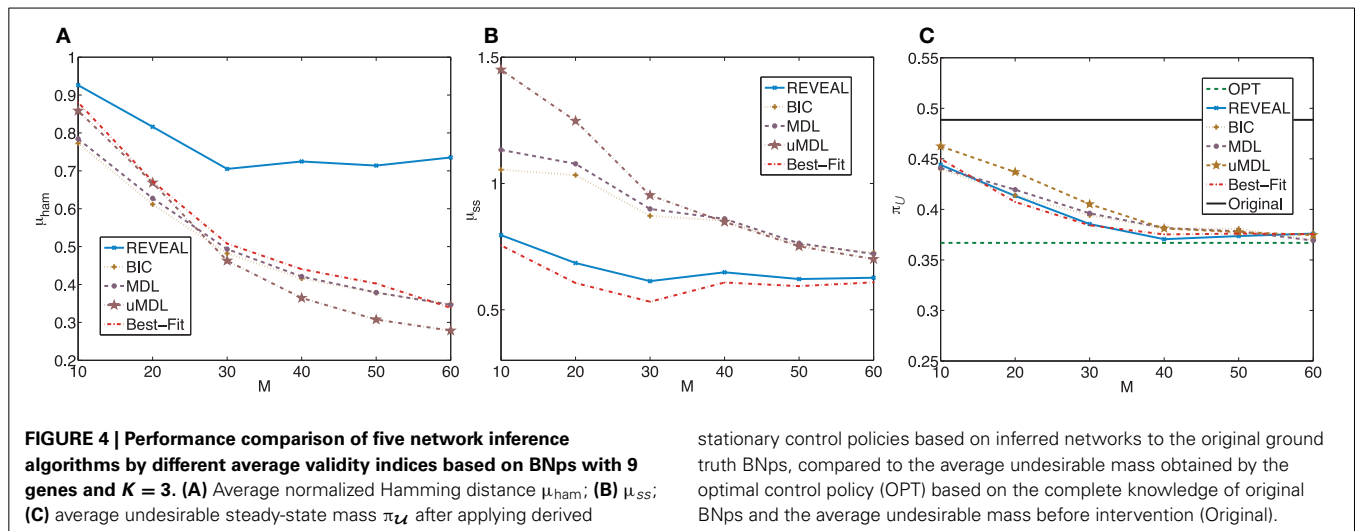 A
1
0.9
0.8
0.7
0.6
0.5
0.4
0.3
0.2
μham
10
20
30
40
50
60
M
REVEAL
BIC
MDL
uMDL
Best–Fit
B
1.5
1
0.5
μss
10
20
30
40
50
60
M
REVEAL
BIC
MDL
uMDL
Best–Fit
C
0.55
0.5
0.45
0.4
0.35
0.3
0.25
πU
10
20
30
40
50
60
M
OPT
REVEAL
BIC
MDL
uMDL
Best–Fit
Original
FIGURE 4 | Performance comparison of five network inference
algorithms by different average validity indices based on BNps with 9
genes and K = 3. (A) Average normalized Hamming distance μham; (B) μss;
(C) average undesirable steady-state mass πU after applying derived
stationary control policies based on inferred networks to the original ground
truth BNps, compared to the average undesirable mass obtained by the
optimal control policy (OPT) based on the complete knowledge of original
BNps and the average undesirable mass before intervention (Original).